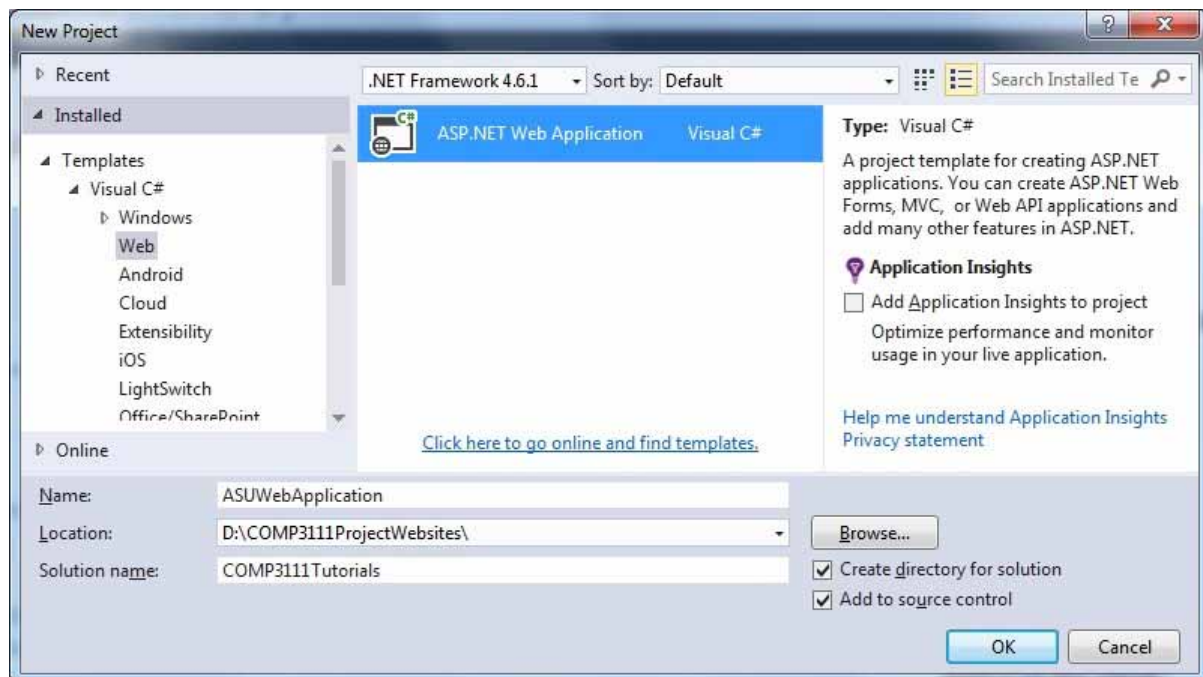 New Project
Recent
Installed
Templates
Visual C#
Windows
Web
Android
Cloud
Extensibility
iOS
LightSwitch
Office/SharePoint
Online
.NET Framework 4.6.1
Sort by: Default
Search Installed Te
C#
ASP.NET Web Application Visual C#
Click here to go online and find templates.
Type: Visual C#
A project template for creating ASP.NET
applications. You can create ASP.NET Web
Forms, MVC, or Web API applications and
add many other features in ASP.NET.
Application Insights
Add Application Insights to project
Optimize performance and monitor
usage in your live application.
Help me understand Application Insights
Privacy statement
Name: ASUWebApplication
Location: D:\COMP3111ProjectWebsites\
Browse...
Solution name: COMP3111Tutorials
Create directory for solution
Add to source control
OK Cancel